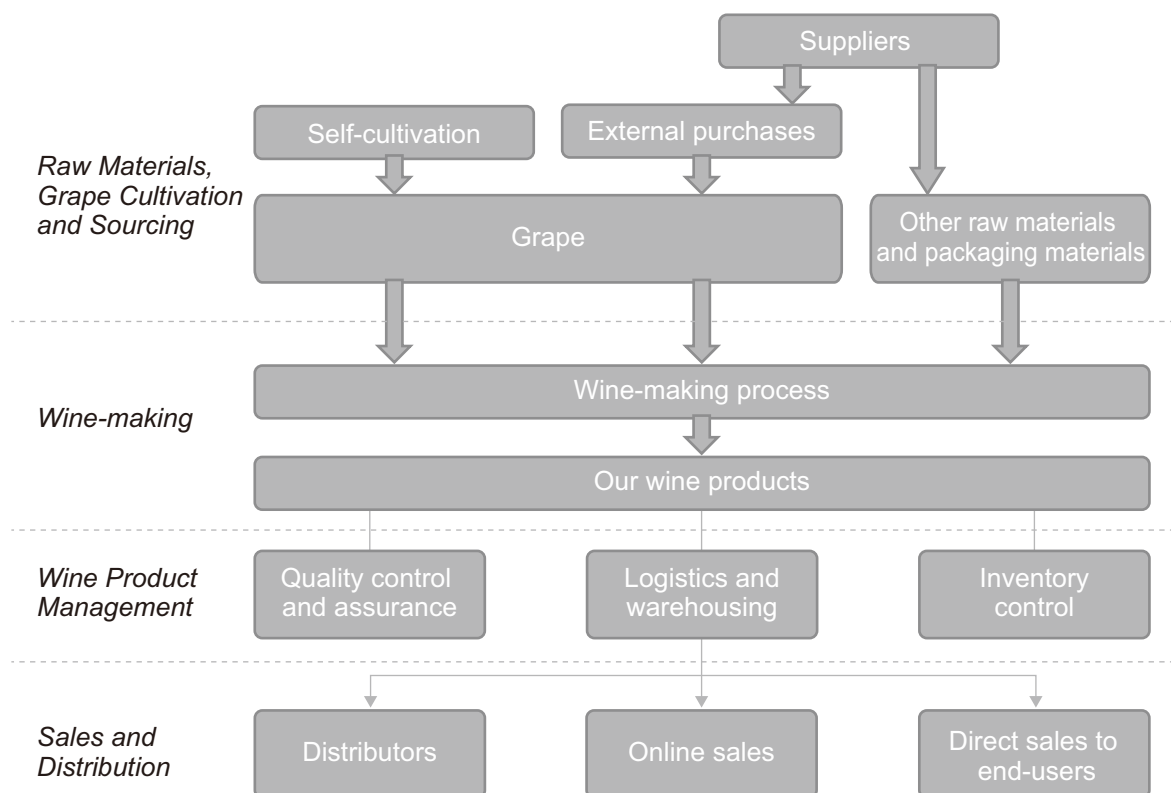 Suppliers
Self-cultivation
External purchases
Raw Materials,
Grape Cultivation
and Sourcing
Grape
Other raw materials
and packaging materials
Wine-making process
Wine-making
Our wine products
Wine Product
Management
Quality control
and assurance
Logistics and
warehousing
Inventory
control
Sales and
Distribution
Distributors
Online sales
Direct sales to
end-users